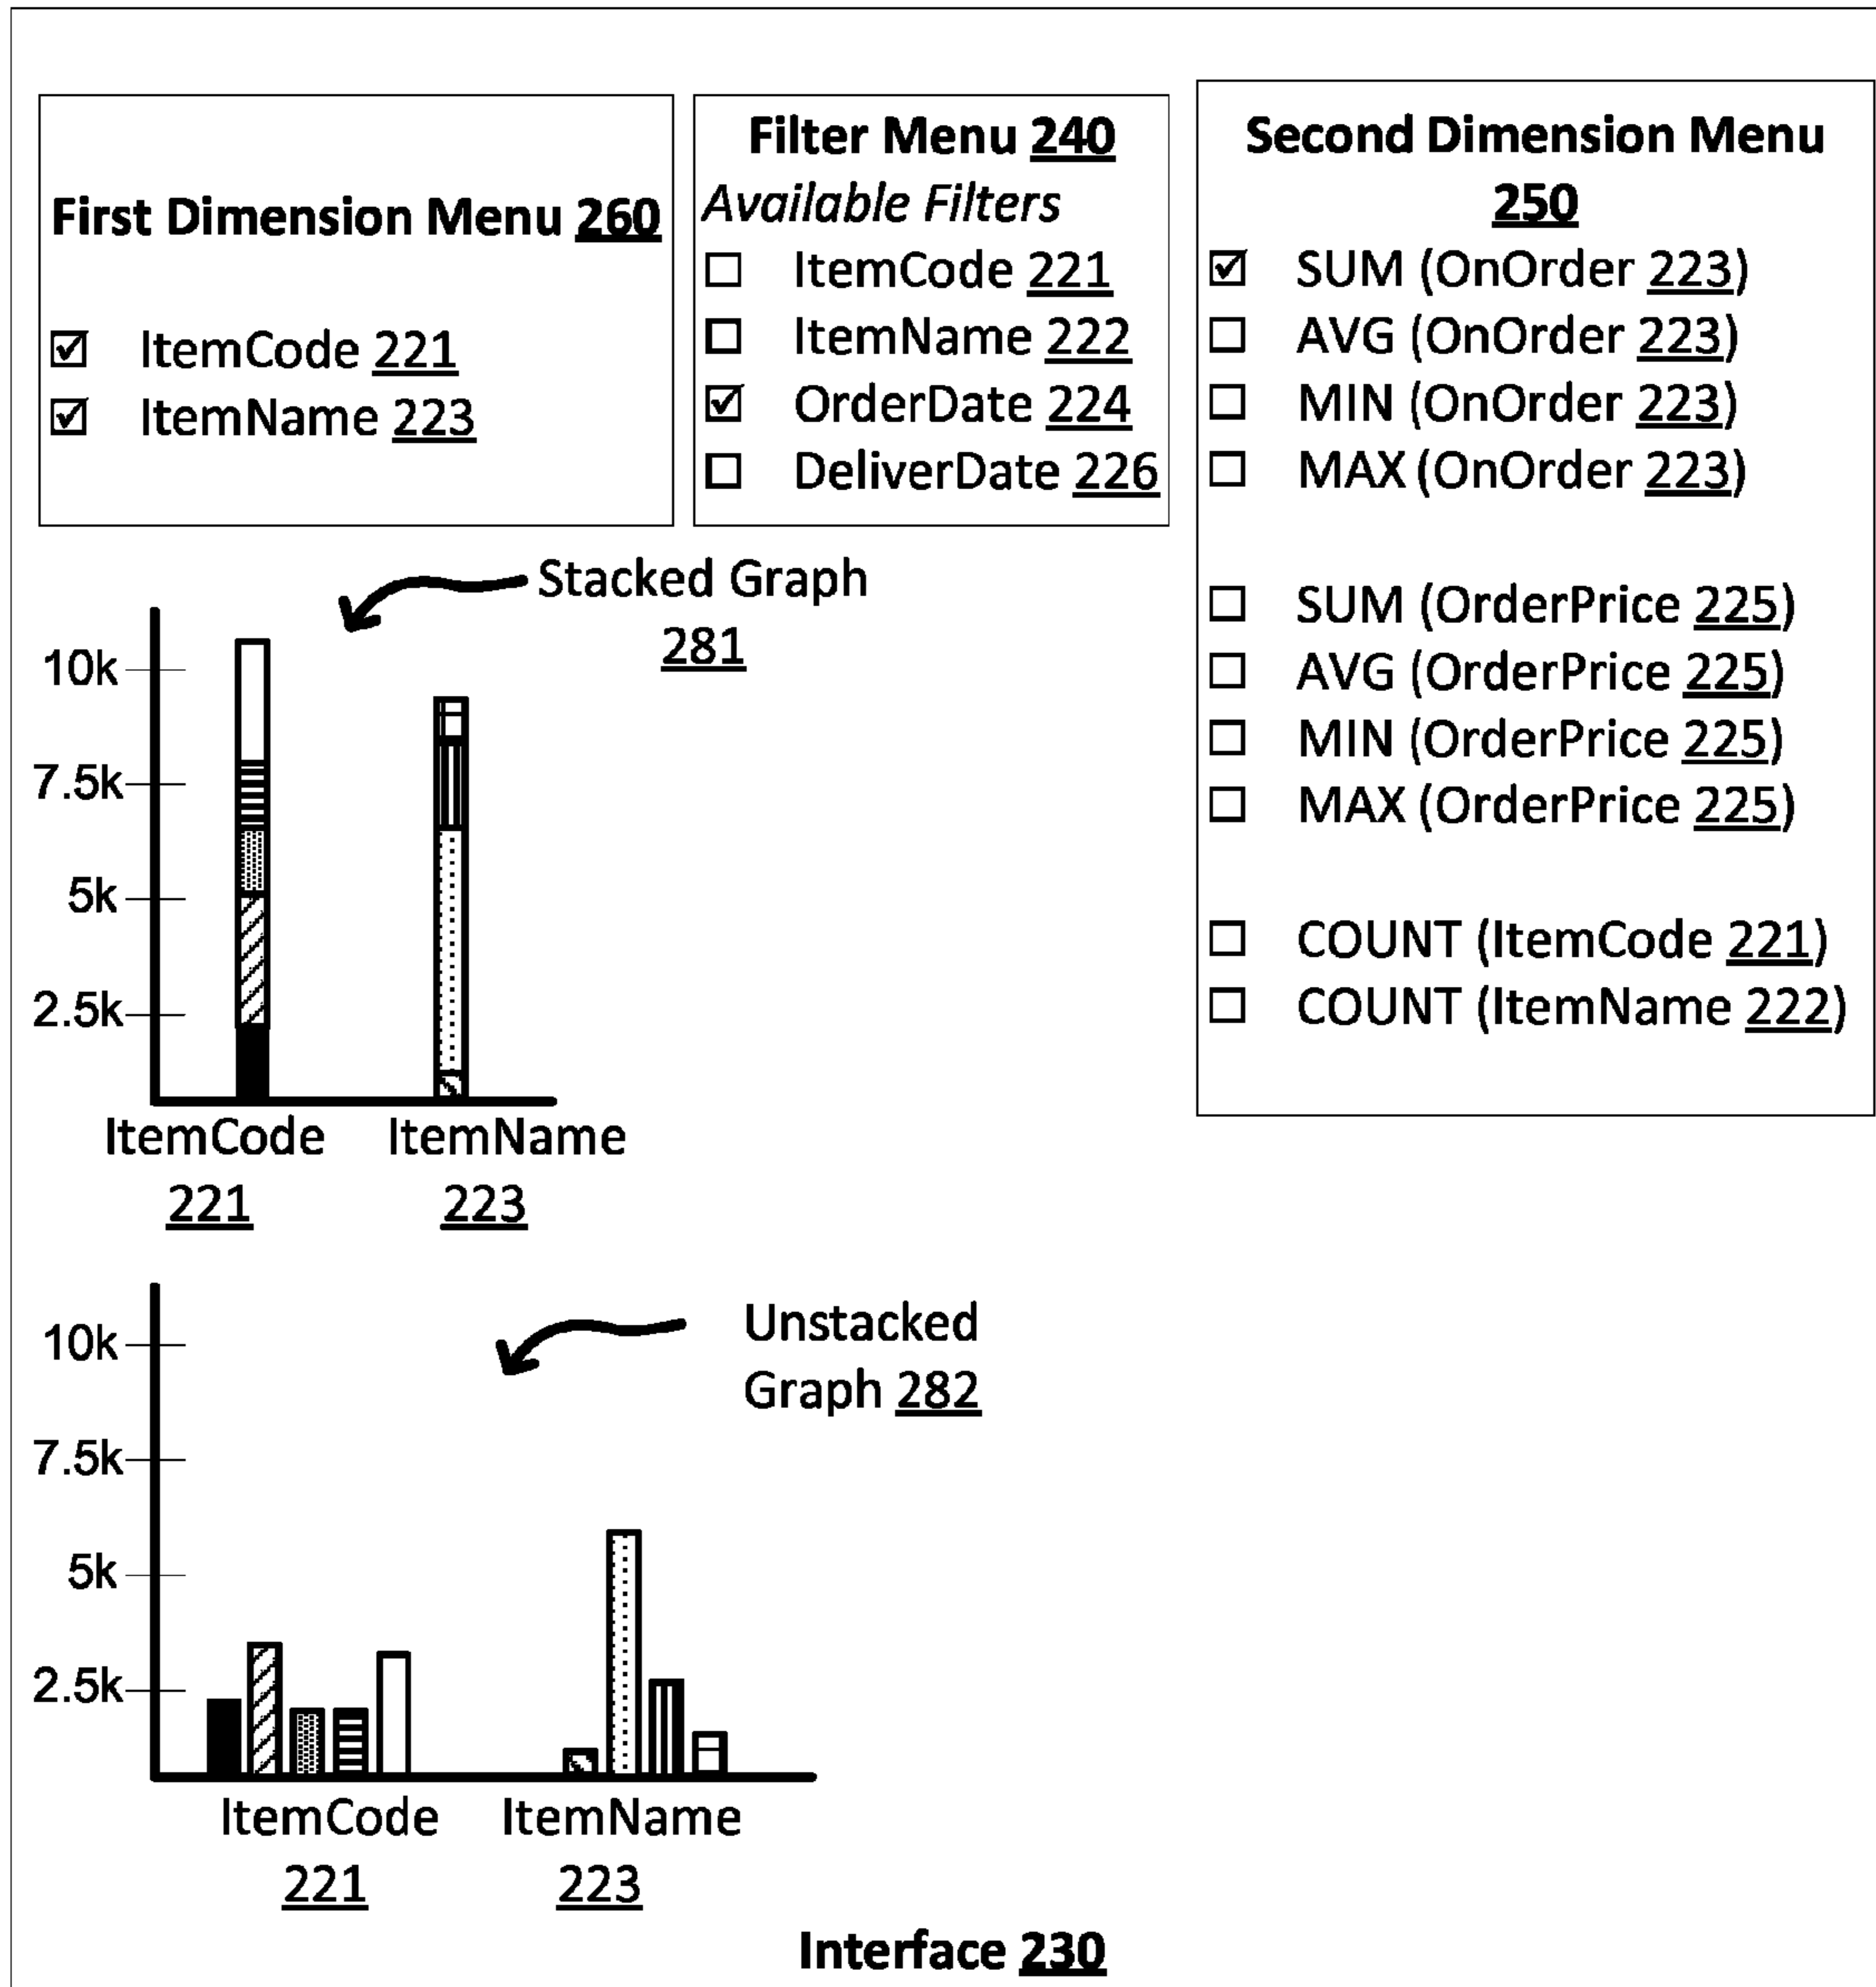 First Dimension Menu 260
ItemCode 221
ItemName 223
Filter Menu 240
Available Filters
ItemCode 221
ItemName 222
OrderDate 224
DeliverDate 226
Second Dimension Menu
250
SUM (OnOrder 223)
AVG (OnOrder 223)
MIN (OnOrder 223)
MAX (OnOrder 223)
SUM (OrderPrice 225)
AVG (OrderPrice 225)
MIN (OrderPrice 225)
MAX (OrderPrice 225)
COUNT (ItemCode 221)
COUNT (ItemName 222)
Stacked Graph
281
10k
7.5k
5k
2.5k
ItemCode
221
ItemName
223
Unstacked
Graph 282
10k
7.5k
5k
2.5k
ItemCode
221
ItemName
223
Interface 230